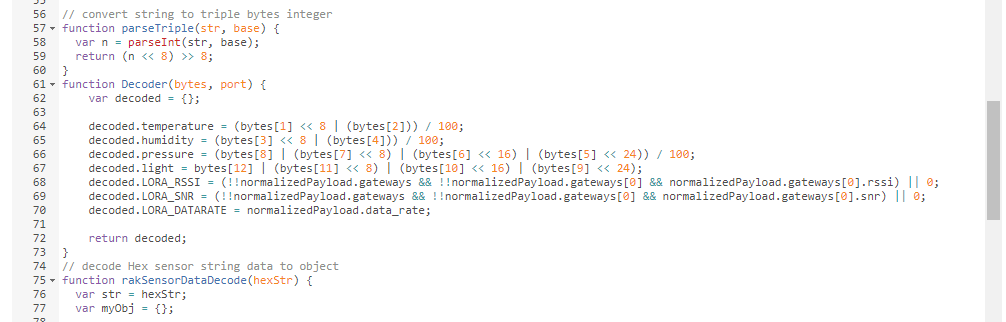 56 // convert string to triple bytes integer
57 function parseTriple(str, base) {
58 var n = parseInt(str, base);
59 return (n << 8) >> 8;
60 }
61 function Decoder(bytes, port) {
62 var decoded = {};
63
64 decoded.temperature = (bytes[1] << 8 | (bytes[2])) / 100;
65 decoded.humidity = (bytes[3] << 8 | (bytes[4])) / 100;
66 decoded.pressure = (bytes[8] | (bytes[7] << 8) | (bytes[6] << 16) | (bytes[5] << 24)) / 100;
67 decoded.light = bytes[12] | (bytes[11] << 8) | (bytes[10] << 16) | (bytes[9] << 24);
68 decoded.LORA_RSSI = (!!normalizedPayload.gateways && !!normalizedPayload.gateways[0] && normalizedPayload.gateways[0].rssi) || 0;
69 decoded.LORA_SNR = (!!normalizedPayload.gateways && !!normalizedPayload.gateways[0] && normalizedPayload.gateways[0].snr) || 0;
70 decoded.LORA_DATARATE = normalizedPayload.data_rate;
71
72 return decoded;
73 }
74 // decode Hex sensor string data to object
75 function rakSensorDataDecode(hexStr) {
76 var str = hexStr;
77 var myObj = {};